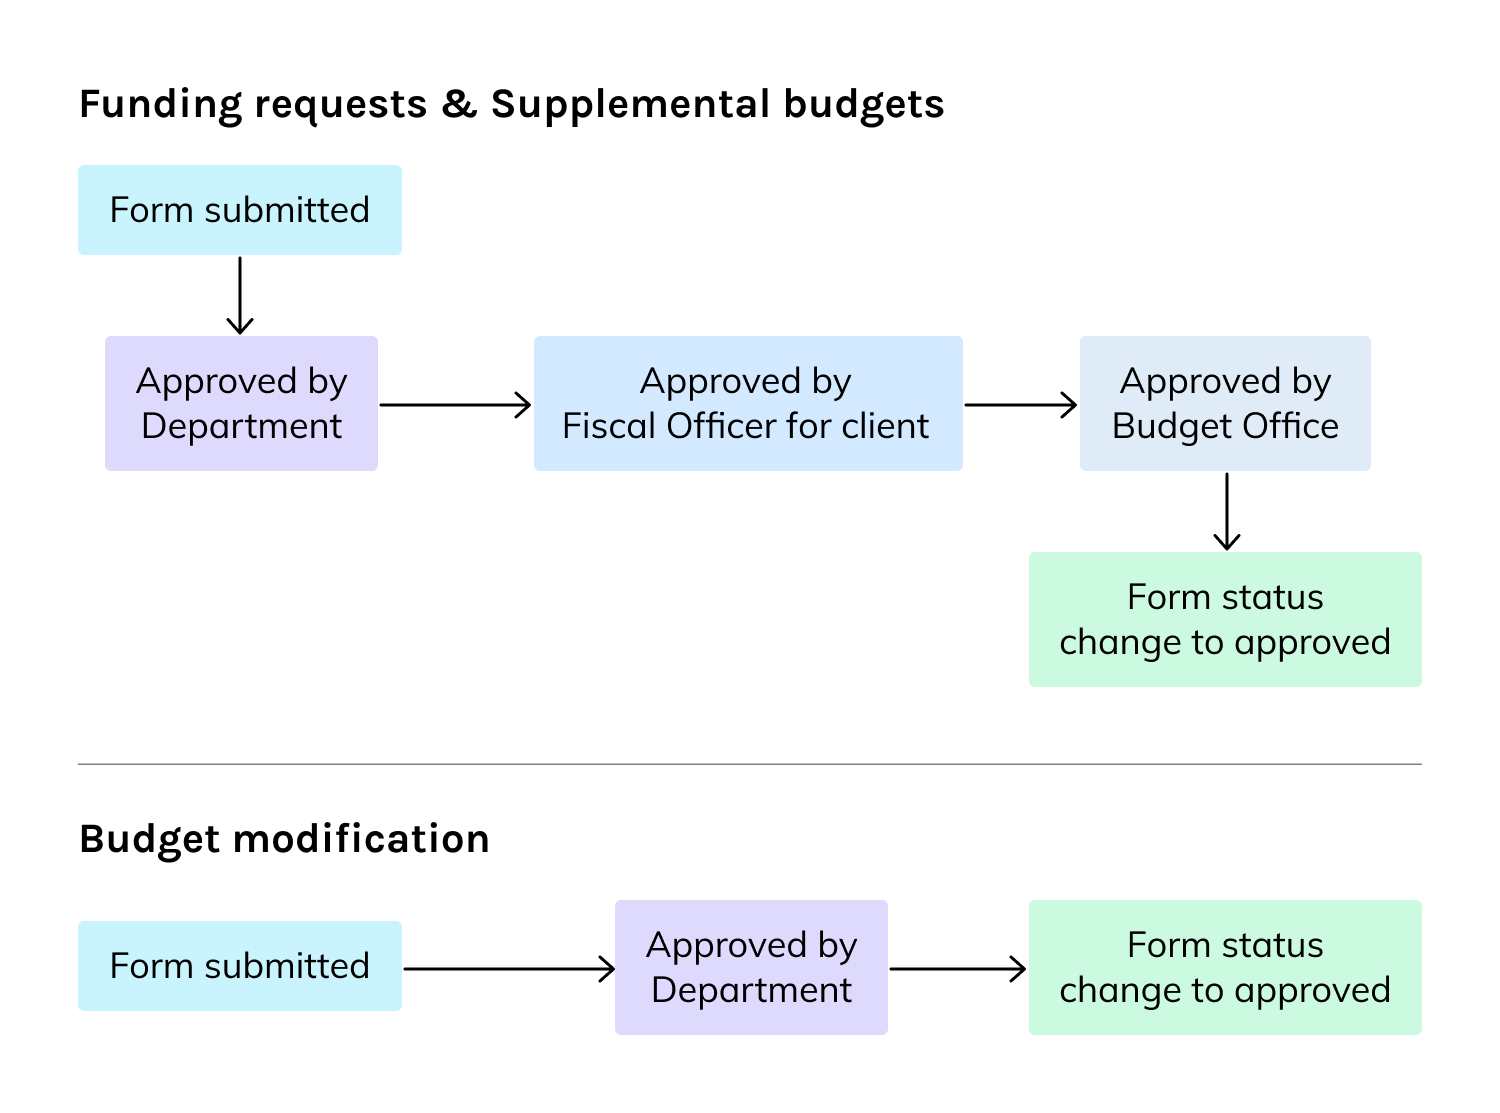 Funding requests & Supplemental budgets
Form submitted
Approved by
Department
Approved by
Fiscal Officer for client
Approved by
Budget Office
Form status
change to approved
Budget modification
Form submitted
Approved by
Department
Form status
change to approved